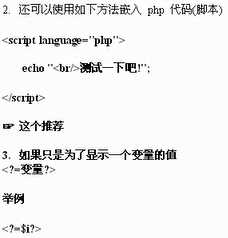 2. 还可以使用如下方法嵌入 php 代码(脚本)
<script language="php">
echo "<br/>测试一下吧!";
</script>
☞ 这个推荐
3. 如果只是为了显示一个变量的值
<?=变量?>
举例
<?=$i?>